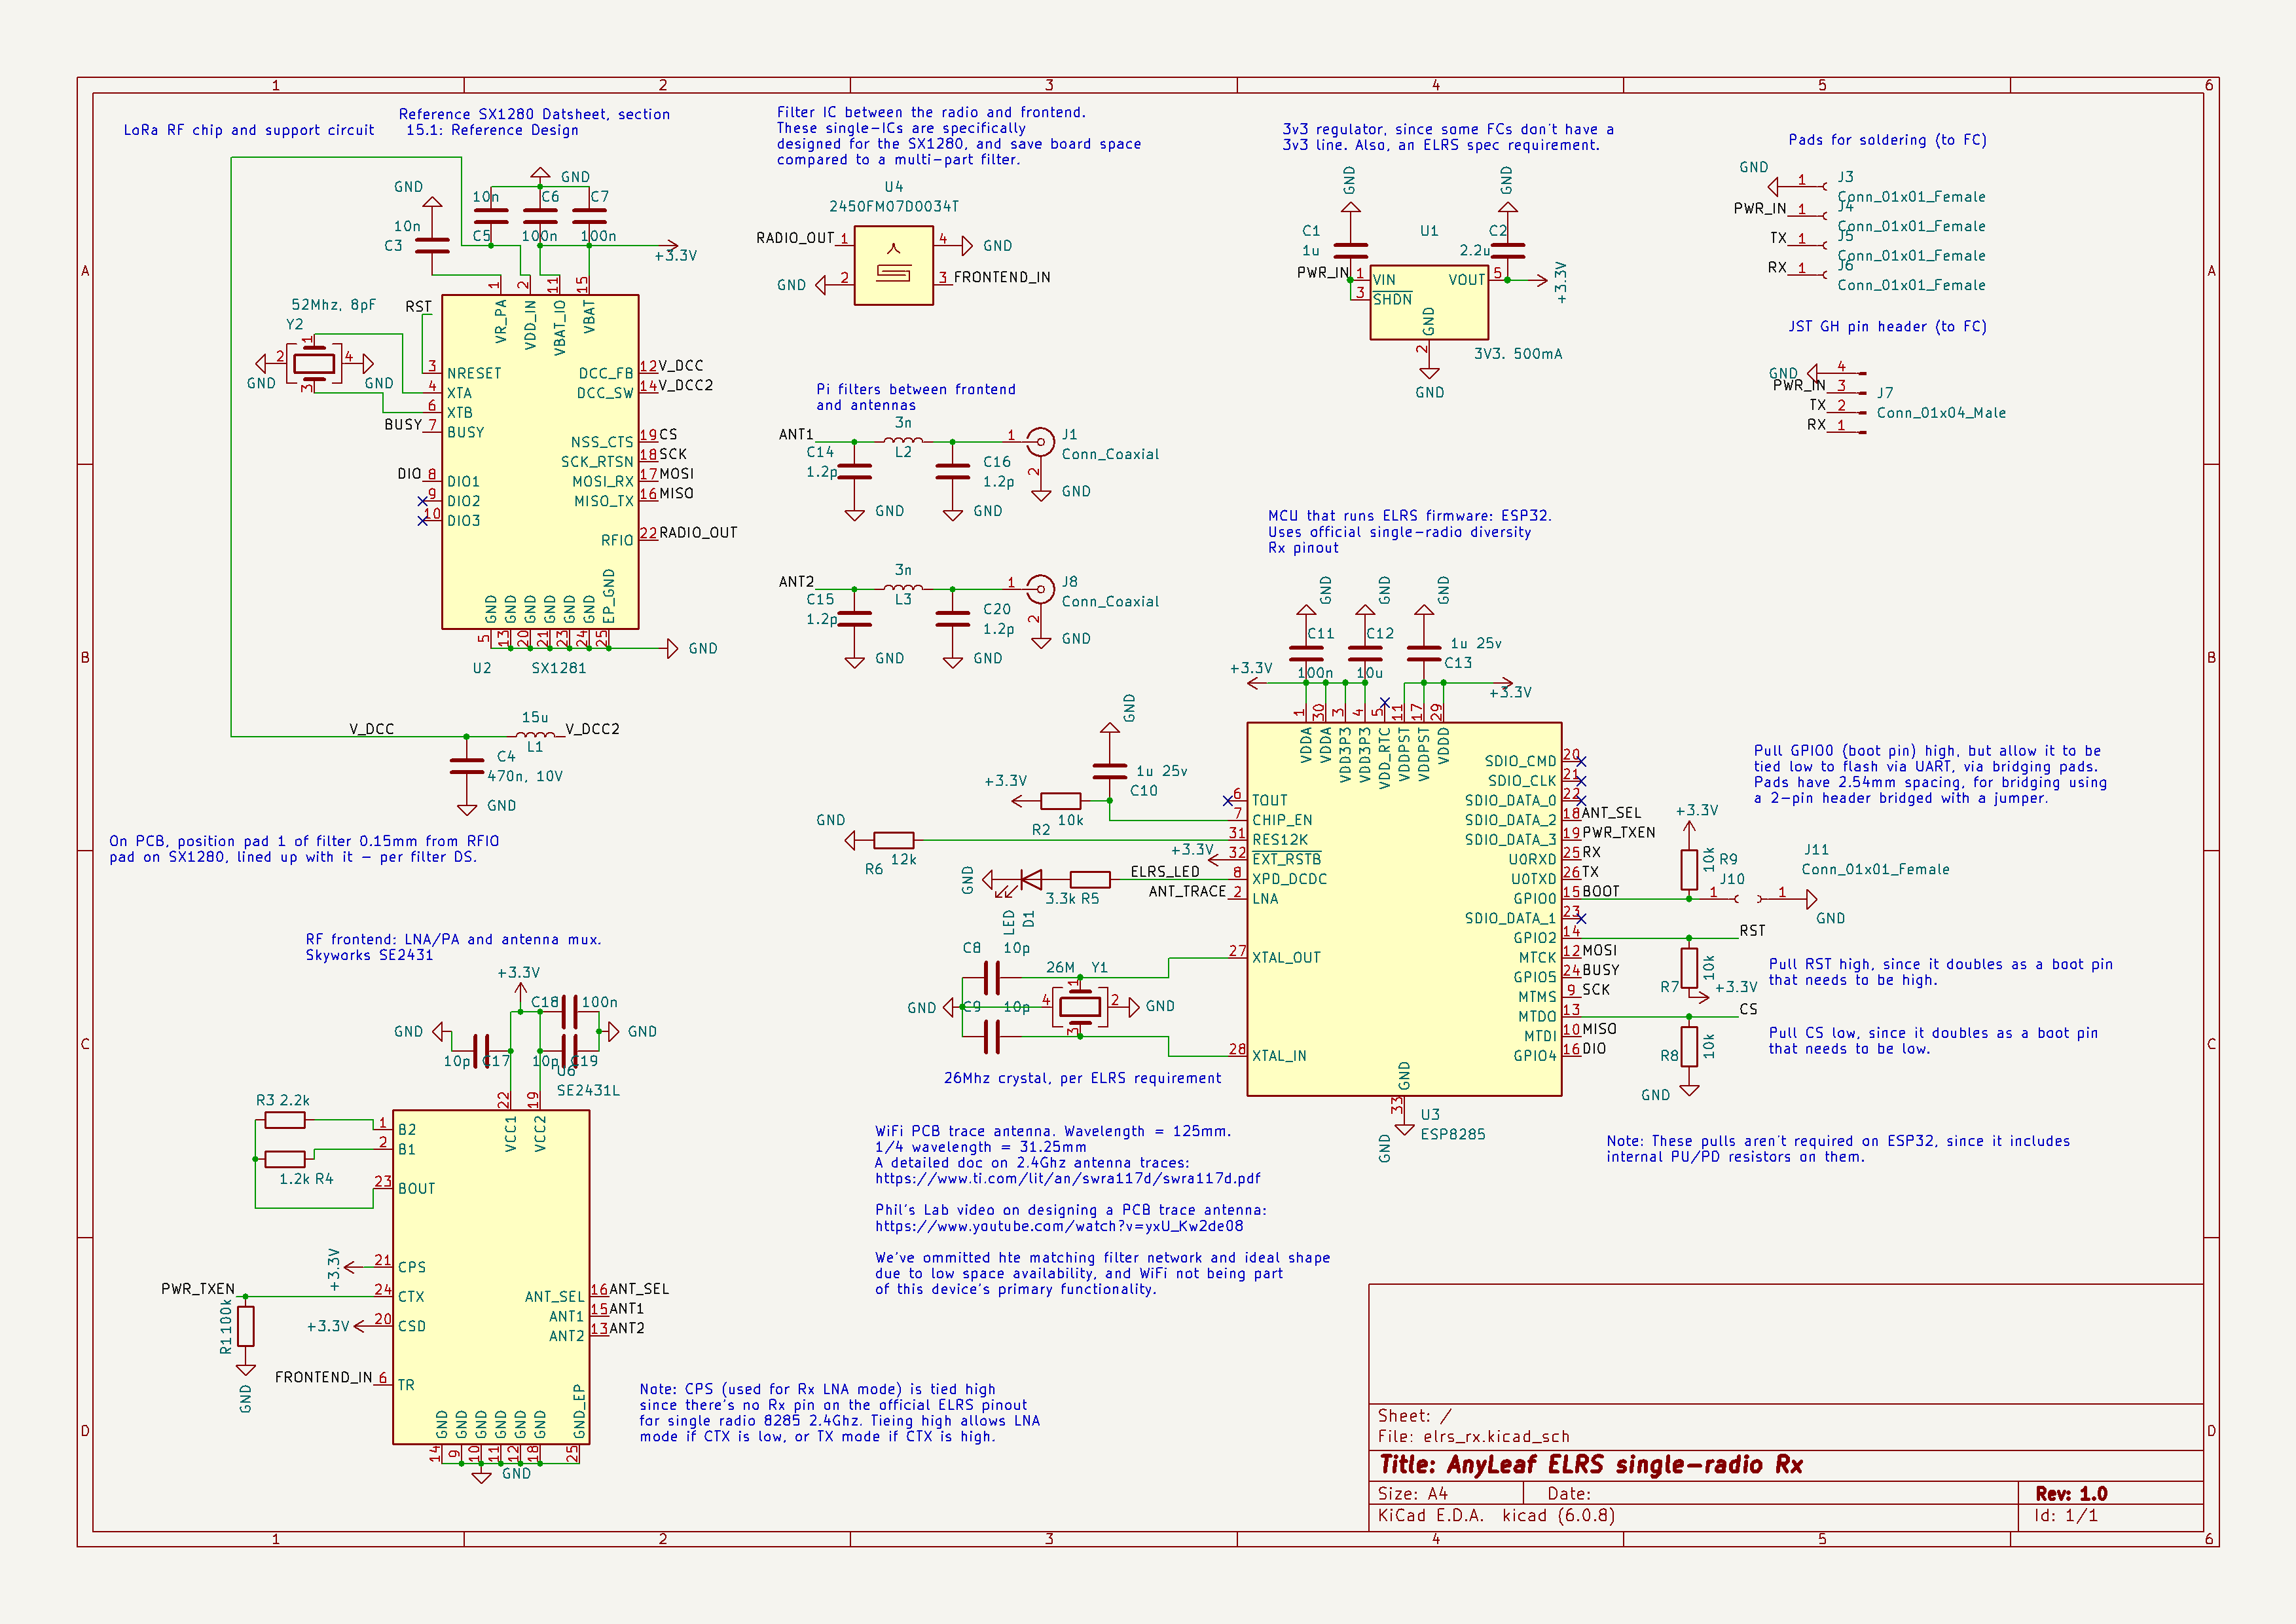 1 2 3 4 5 6
A
B
C
D
LoRa RF chip and support circuit
Reference SX1280 Datsheet, section
15.1: Reference Design
GND
10n
C3
GND
10n
C5
C6
100n
C7
100n
+3.3V
52Mhz, 8pF
Y2
1
2
3
4
GND
GND
RST
BUSY
DIO
1
2
11
15
VR_PA
VDD_IN
VBAT_IO
VBAT
3 NRESET
4 XTA
6 XTB
7 BUSY
8 DIO1
9 DIO2
10 DIO3
DCC_FB 12 V_DCC
DCC_SW 14 V_DCC2
NSS_CTS 19 CS
SCK_RTSN 18 SCK
MOSI_RX 17 MOSI
MISO_TX 16 MISO
RFIO 22 RADIO_OUT
GND GND GND GND GND GND EP_GND
5 13 20 21 23 24 25
GND
U2
SX1281
V_DCC
15u
L1
V_DCC2
C4
470n, 10V
GND
On PCB, position pad 1 of filter 0.15mm from RFIO
pad on SX1280, lined up with it - per filter DS.
RF frontend: LNA/PA and antenna mux.
Skyworks SE2431
+3.3V
C18
100n
GND
GND
10p
C17
10p
C19
U6
SE2431L
22
19
VCC1
VCC2
R3 2.2k
1.2k R4
1 B2
2 B1
23 BOUT
+3.3V
21 CPS
PWR_TXEN
24 CTX
R1 100k
GND
+3.3V
20 CSD
FRONTEND_IN
6 TR
ANT_SEL 16 ANT_SEL
ANT1 15 ANT1
ANT2 13 ANT2
GND GND GND GND GND GND GND_EP
14 9 10 11 12 18 25
GND
Note: CPS (used for Rx LNA mode) is tied high
since there's no Rx pin on the official ELRS pinout
for single radio 8285 2.4Ghz. Tieing high allows LNA
mode if CTX is low, or TX mode if CTX is high.
Filter IC between the radio and frontend.
These single-ICs are specifically
designed for the SX1280, and save board space
compared to a multi-part filter.
U4
2450FM07D0034T
RADIO_OUT 1
4 GND
GND 2
3 FRONTEND_IN
Pi filters between frontend
and antennas
ANT1
3n
L2
C14
1.2p
C16
1.2p
1
2
J1
Conn_Coaxial
GND
GND
GND
ANT2
3n
L3
C15
1.2p
C20
1.2p
1
2
J8
Conn_Coaxial
GND
GND
GND
3v3 regulator, since some FCs don't have a
3v3 line. Also, an ELRS spec requirement.
GND
GND
C1
1u
U1
C2
2.2u
PWR_IN
1 VIN
3 SHDN
VOUT 5
+3.3V
GND
2
GND
3V3. 500mA
Pads for soldering (to FC)
GND
1
J3
Conn_01x01_Female
PWR_IN
1
J4
Conn_01x01_Female
TX
1
J5
Conn_01x01_Female
RX
1
J6
Conn_01x01_Female
JST GH pin header (to FC)
GND 4
PWR_IN 3
TX 2
RX 1
J7
Conn_01x04_Male
MCU that runs ELRS firmware: ESP32.
Uses official single-radio diversity
Rx pinout
GND
GND
GND
C11
100n
C12
10u
1u 25v
C13
+3.3V
+3.3V
1 30 3 4 5 11 17 29
VDDA VDDA VDD3P3 VDD3P3 VDD_RTC VDDPST VDDPST VDDD
GND
1u 25v
C10
+3.3V
10k
R2
GND
R6
12k
+3.3V
GND
LED
D1
3.3k R5
ELRS_LED
ANT_TRACE
6 TOUT
7 CHIP_EN
31 RES12K
32 EXT_RSTB
8 XPD_DCDC
2 LNA
27 XTAL_OUT
28 XTAL_IN
C8
10p
26M
Y1
GND
C9
10p
1
2
3
4
GND
26Mhz crystal, per ELRS requirement
SDIO_CMD 20
SDIO_CLK 21
SDIO_DATA_0 22
SDIO_DATA_2 18 ANT_SEL
SDIO_DATA_3 19 PWR_TXEN
U0RXD 25 RX
U0TXD 26 TX
GPIO0 15 BOOT
SDIO_DATA_1 23
GPIO2 14
MTCK 12 MOSI
GPIO5 24 BUSY
MTMS 9 SCK
MTDO 13
MTDI 10 MISO
GPIO4 16 DIO
GND
33
GND
U3
ESP8285
Pull GPIO0 (boot pin) high, but allow it to be
tied low to flash via UART, via bridging pads.
Pads have 2.54mm spacing, for bridging using
a 2-pin header bridged with a jumper.
+3.3V
10k
R9
J10
1
1
J11
Conn_01x01_Female
GND
RST
R7
10k
+3.3V
Pull RST high, since it doubles as a boot pin
that needs to be high.
CS
R8
10k
GND
Pull CS low, since it doubles as a boot pin
that needs to be low.
Note: These pulls aren't required on ESP32, since it includes
internal PU/PD resistors on them.
WiFi PCB trace antenna. Wavelength = 125mm.
1/4 wavelength = 31.25mm
A detailed doc on 2.4Ghz antenna traces:
https://www.ti.com/lit/an/swra117d/swra117d.pdf
Phil's Lab video on designing a PCB trace antenna:
https://www.youtube.com/watch?v=yxU_Kw2de08
We've ommitted hte matching filter network and ideal shape
due to low space availability, and WiFi not being part
of this device's primary functionality.
Sheet: /
File: elrs_rx.kicad_sch
Title: AnyLeaf ELRS single-radio Rx
Size: A4
Date:
Rev: 1.0
KiCad E.D.A. kicad (6.0.8)
Id: 1/1
A
B
C
D
1 2 3 4 5 6